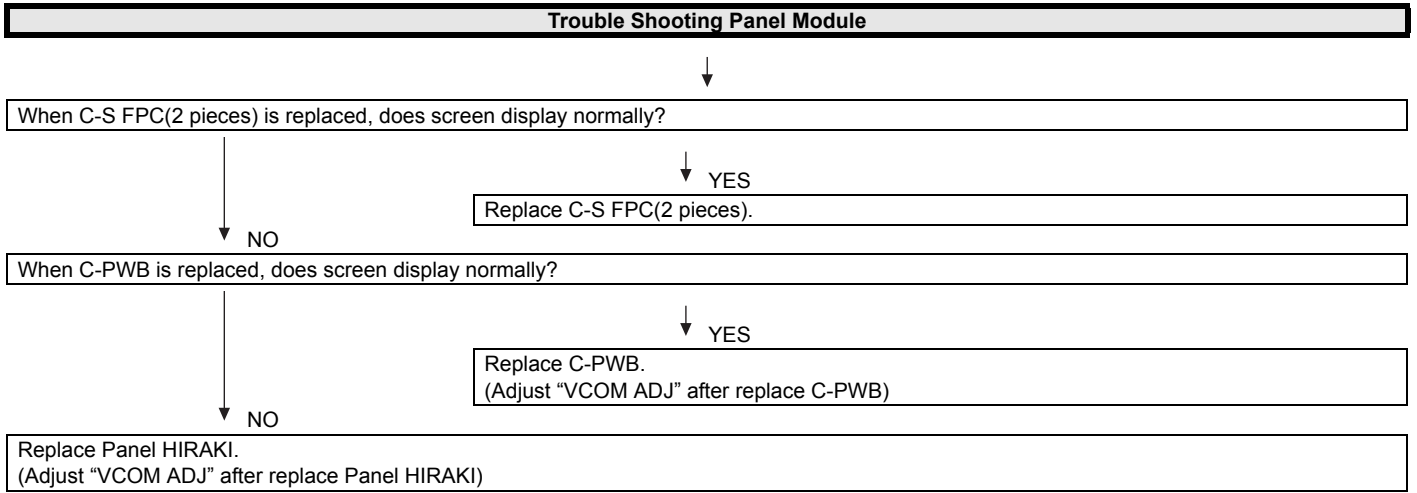 Trouble Shooting Panel Module
When C-S FPC(2 pieces) is replaced, does screen display normally?
YES
Replace C-S FPC(2 pieces).
NO
When C-PWB is replaced, does screen display normally?
YES
Replace C-PWB.
(Adjust “VCOM ADJ” after replace C-PWB)
NO
Replace Panel HIRAKI.
(Adjust “VCOM ADJ” after replace Panel HIRAKI)